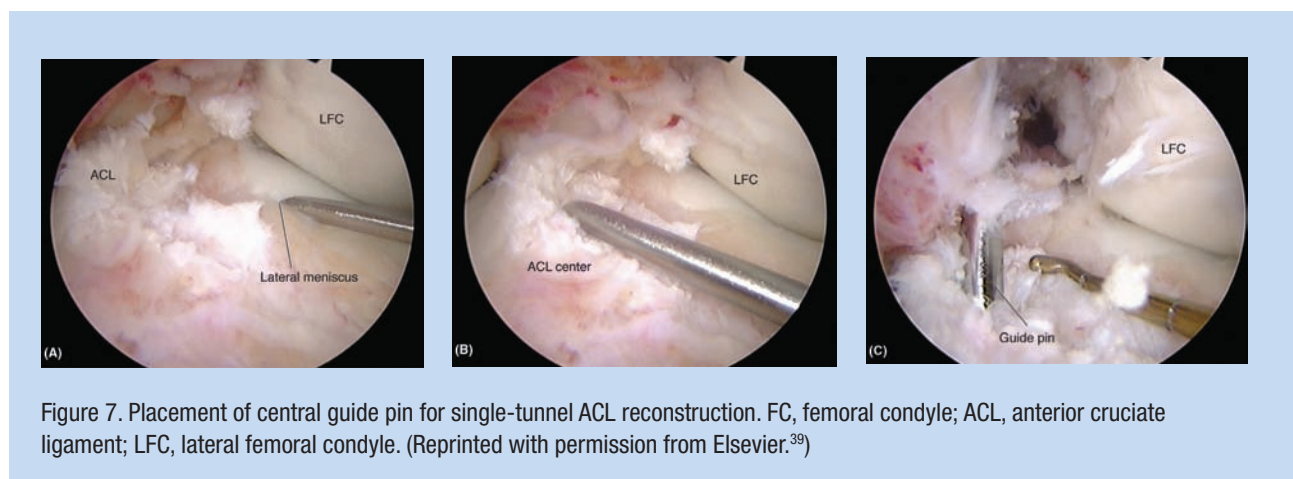 LFC
ACL
Lateral meniscus
(A)
LFC
ACL center
(B)
LFC
Guide pin
(C)
Figure 7. Placement of central guide pin for single-tunnel ACL reconstruction. FC, femoral condyle; ACL, anterior cruciate
ligament; LFC, lateral femoral condyle. (Reprinted with permission from Elsevier.39)